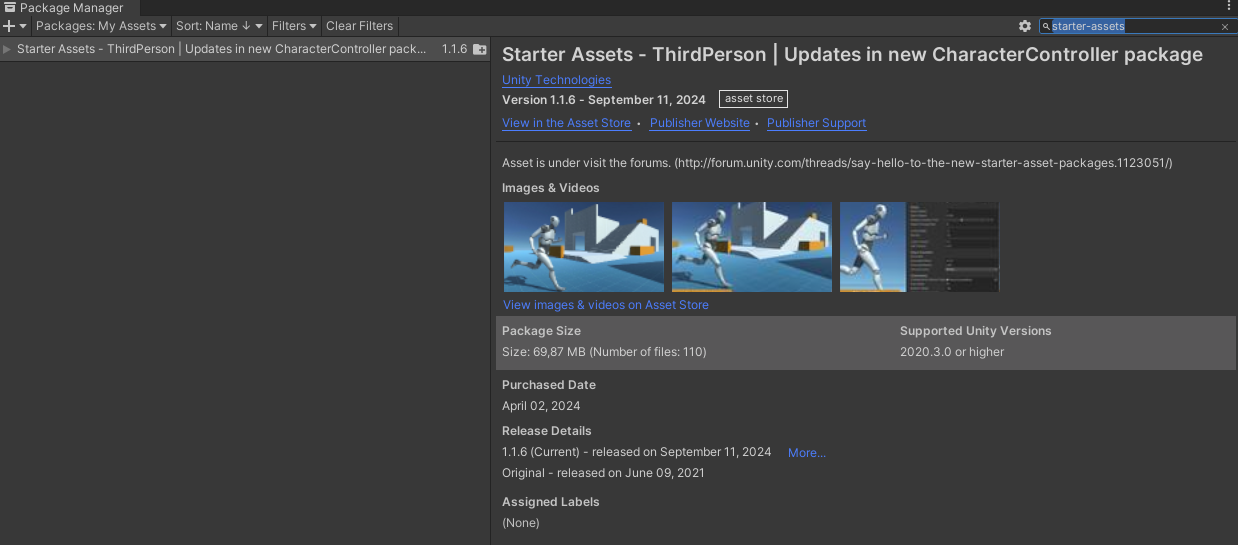 Package Manager
Packages: My Assets Sort: Name ↓ Filters Clear Filters starter-assets
Starter Assets - ThirdPerson | Updates in new CharacterController pack... 1.1.6
Starter Assets - ThirdPerson | Updates in new CharacterController package
Unity Technologies
Version 1.1.6 - September 11, 2024 asset store
View in the Asset Store • Publisher Website • Publisher Support
Asset is under visit the forums. (http://forum.unity.com/threads/say-hello-to-the-new-starter-asset-packages.1123051/)
Images & Videos
View images & videos on Asset Store
Package Size Supported Unity Versions
Size: 69,87 MB (Number of files: 110) 2020.3.0 or higher
Purchased Date
April 02, 2024
Release Details
1.1.6 (Current) - released on September 11, 2024 More...
Original - released on June 09, 2021
Assigned Labels
(None)